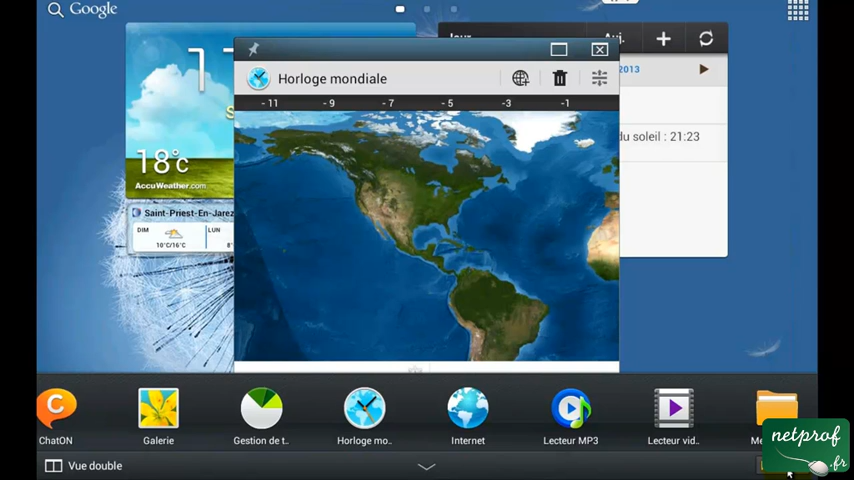 Google
Jour
Auj.
Horloge mondiale
2013
-11 -9 -7 -5 -3 -1
du soleil : 21:23
18°c
AccuWeather.com
Saint-Priest-En-Jarez
DIM
LUN
10°C/16°C
8°
ChatON
Galerie
Gestion de t..
Horloge mo..
Internet
Lecteur MP3
Lecteur vid..
Vue double
netprof
.fr